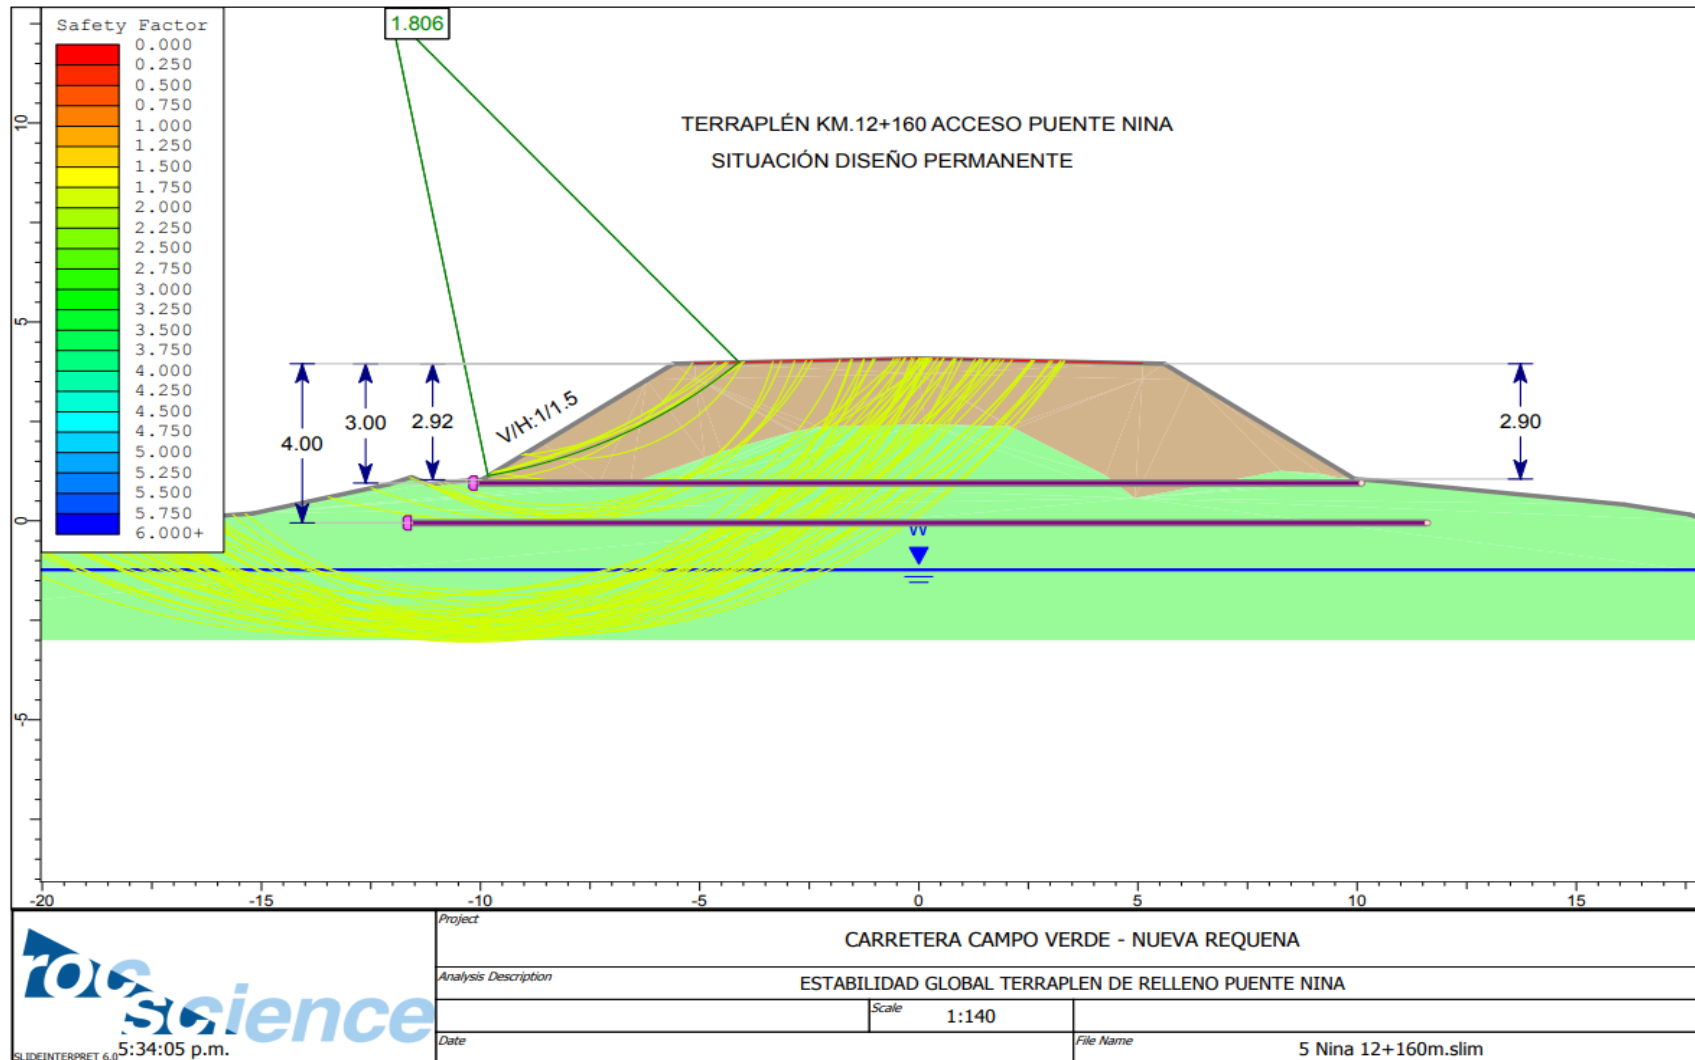 Safety Factor
0.000
0.250
0.500
0.750
1.000
1.250
1.500
1.750
2.000
2.250
2.500
2.750
3.000
3.250
3.500
3.750
4.000
4.250
4.500
4.750
5.000
5.250
5.500
5.750
6.000+
1.806
TERRAPLÉN KM.12+160 ACCESO PUENTE NINA
SITUACIÓN DISEÑO PERMANENTE
V/H:1/1.5
4.00
3.00
2.92
2.90
W
10
5
0
-5
-20
-15
-10
-5
0
5
10
15
rocscience
SLIDEINTERPRET 6.0
5:34:05 p.m.
Project
CARRETERA CAMPO VERDE - NUEVA REQUENA
Analysis Description
ESTABILIDAD GLOBAL TERRAPLEN DE RELLENO PUENTE NINA
Scale
1:140
Date
File Name
5 Nina 12+160m.slim